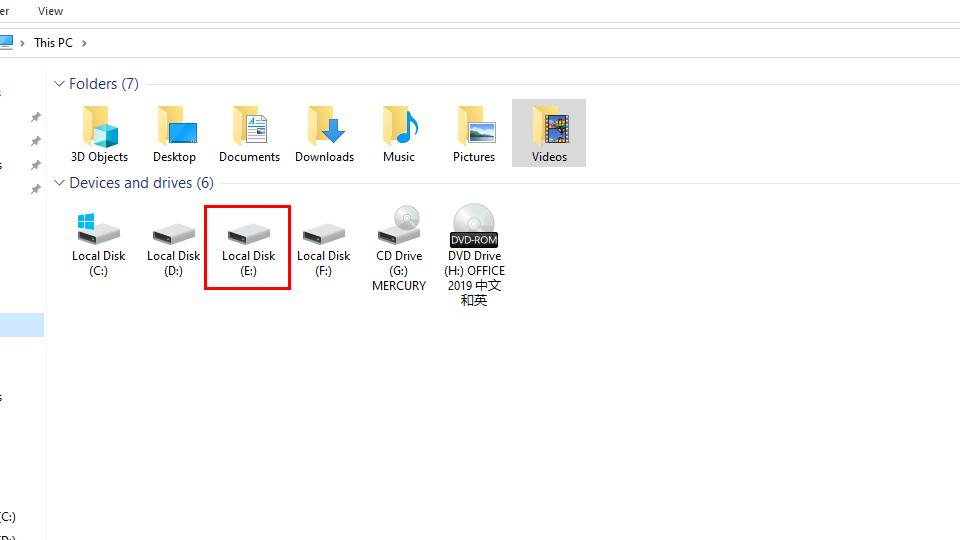 er View
This PC
Folders (7)
3D Objects Desktop Documents Downloads Music Pictures Videos
Devices and drives (6)
Local Disk (C:)
Local Disk (D:)
Local Disk (E:)
Local Disk (F:)
CD Drive (G:) MERCURY
DVD-ROM
DVD Drive (H:) OFFICE 2019 中文和英
s
s
(C:)
(D:)